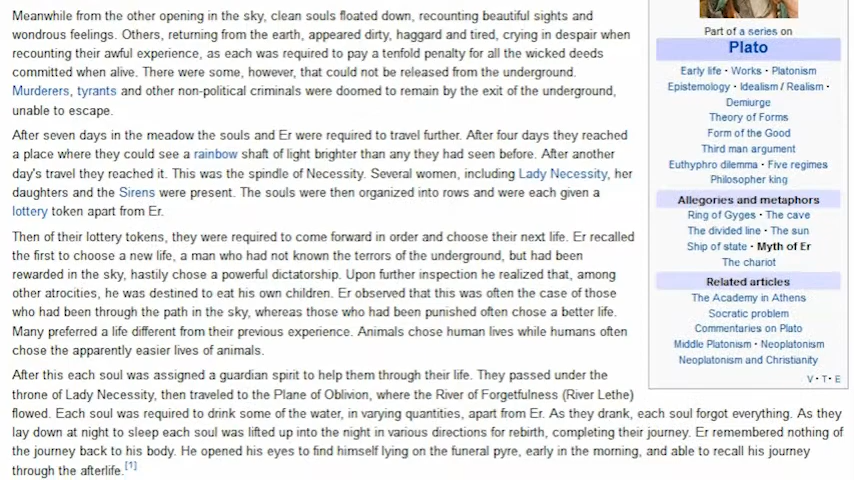 Meanwhile from the other opening in the sky, clean souls floated down, recounting beautiful sights and
wondrous feelings. Others, returning from the earth, appeared dirty, haggard and tired, crying in despair when
recounting their awful experience, as each was required to pay a tenfold penalty for all the wicked deeds
committed when alive. There were some, however, that could not be released from the underground.
Murderers, tyrants and other non-political criminals were doomed to remain by the exit of the underground,
unable to escape.
After seven days in the meadow the souls and Er were required to travel further. After four days they reached
a place where they could see a rainbow shaft of light brighter than any they had seen before. After another
day's travel they reached it. This was the spindle of Necessity. Several women, including Lady Necessity, her
daughters and the Sirens were present. The souls were then organized into rows and were each given a
lottery token apart from Er.
Then of their lottery tokens, they were required to come forward in order and choose their next life. Er recalled
the first to choose a new life, a man who had not known the terrors of the underground, but had been
rewarded in the sky, hastily chose a powerful dictatorship. Upon further inspection he realized that, among
other atrocities, he was destined to eat his own children. Er observed that this was often the case of those
who had been through the path in the sky, whereas those who had been punished often chose a better life.
Many preferred a life different from their previous experience. Animals chose human lives while humans often
chose the apparently easier lives of animals.
After this each soul was assigned a guardian spirit to help them through their life. They passed under the
throne of Lady Necessity, then traveled to the Plane of Oblivion, where the River of Forgetfulness (River Lethe)
flowed. Each soul was required to drink some of the water, in varying quantities, apart from Er. As they drank, each soul forgot everything. As they
lay down at night to sleep each soul was lifted up into the night in various directions for rebirth, completing their journey. Er remembered nothing of
the journey back to his body. He opened his eyes to find himself lying on the funeral pyre, early in the morning, and able to recall his journey
through the afterlife.[1]
Part of a series on
Plato
Early life · Works · Platonism
Epistemology · Idealism / Realism ·
Demiurge
Theory of Forms
Form of the Good
Third man argument
Euthyphro dilemma · Five regimes
Philosopher king
Allegories and metaphors
Ring of Gyges · The cave
The divided line · The sun
Ship of state · Myth of Er
The chariot
Related articles
The Academy in Athens
Socratic problem
Commentaries on Plato
Middle Platonism · Neoplatonism
Neoplatonism and Christianity
V · T · E